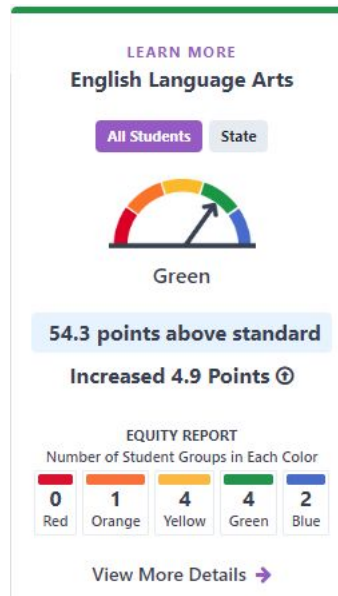 LEARN MORE
English Language Arts
All Students State
Green
54.3 points above standard
Increased 4.9 Points
EQUITY REPORT
Number of Student Groups in Each Color
0 1 4 4 2
Red Orange Yellow Green Blue
View More Details